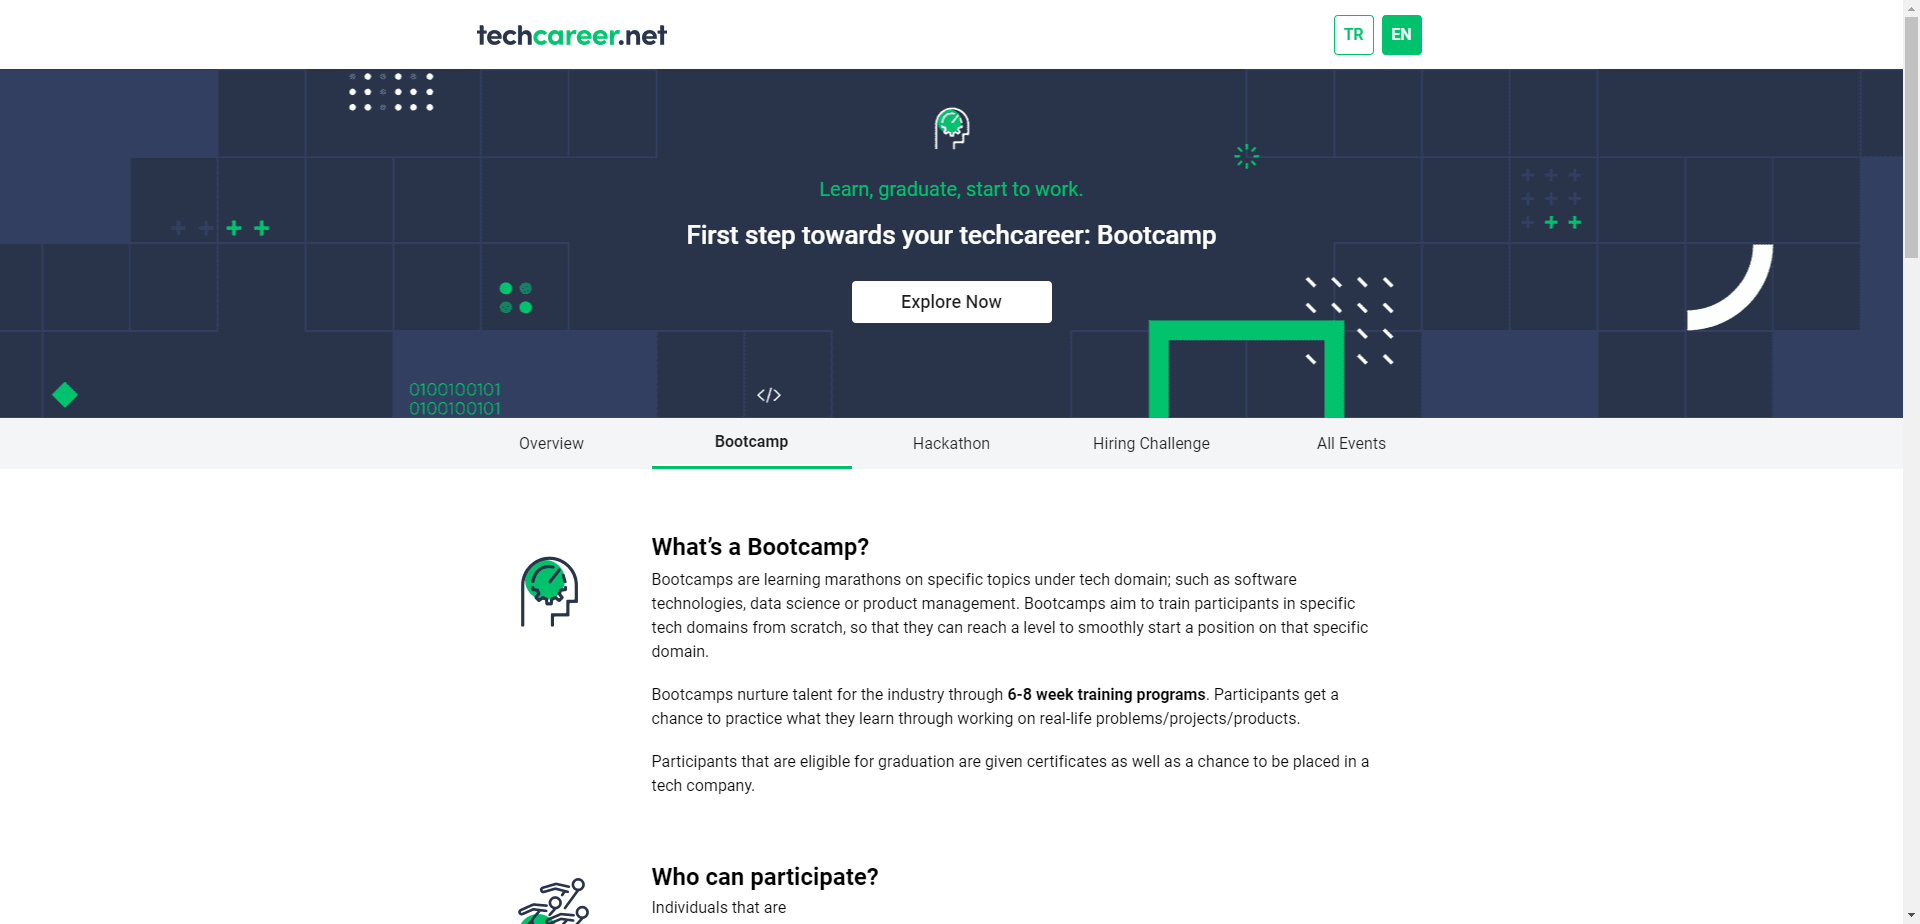 techcareer.net
TR
EN
Learn, graduate, start to work.
First step towards your techcareer: Bootcamp
Explore Now
0100100101
0100100101
</>
Overview
Bootcamp
Hackathon
Hiring Challenge
All Events
What’s a Bootcamp?
Bootcamps are learning marathons on specific topics under tech domain; such as software
technologies, data science or product management. Bootcamps aim to train participants in specific
tech domains from scratch, so that they can reach a level to smoothly start a position on that specific
domain.
Bootcamps nurture talent for the industry through 6-8 week training programs. Participants get a
chance to practice what they learn through working on real-life problems/projects/products.
Participants that are eligible for graduation are given certificates as well as a chance to be placed in a
tech company.
Who can participate?
Individuals that are